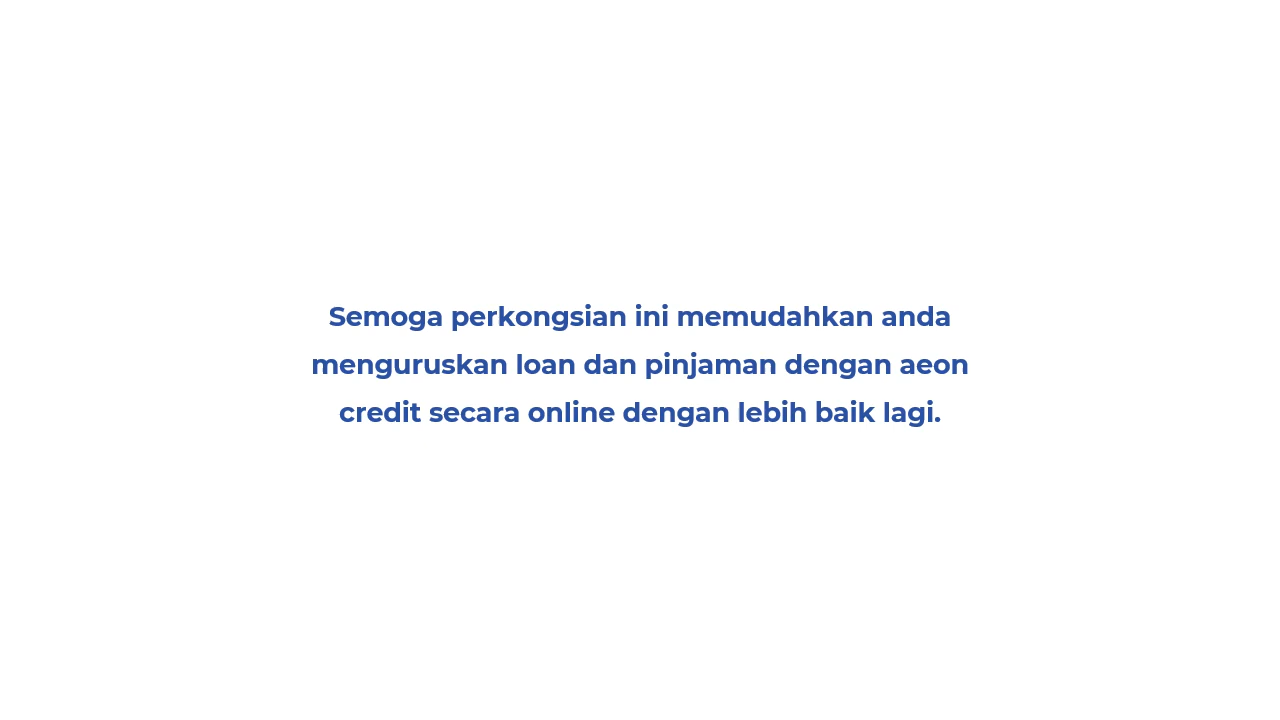 Semoga perkongsian ini memudahkan anda
menguruskan loan dan pinjaman dengan aeon
credit secara online dengan lebih baik lagi.